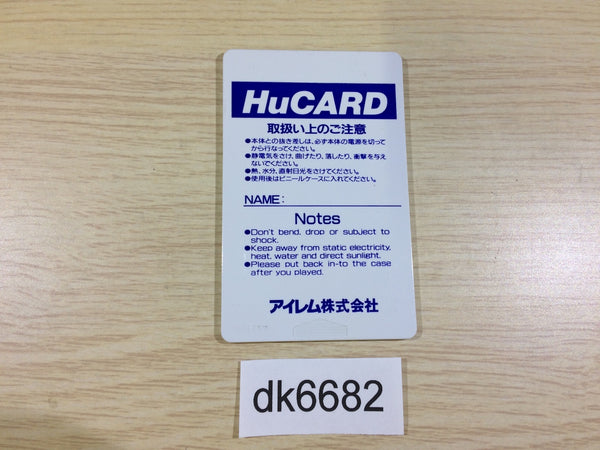 HuCARD
取扱い上のご注意
●本体との抜き差しは、必ず本体の電源を切って
から行なってください。
●静電気をさけ、曲げたり、落したり、衝撃を与え
ないでください。
●熱、水分、直射日光をさけてください。
●使用後はビニールケースに入れてください。
NAME:
Notes
●Don't bend, drop or subject to
shock.
●Keep away from static electricity,
heat, water and direct sunlight.
●Please put back in-to the case
after you played.
アイレム株式会社
dk6682